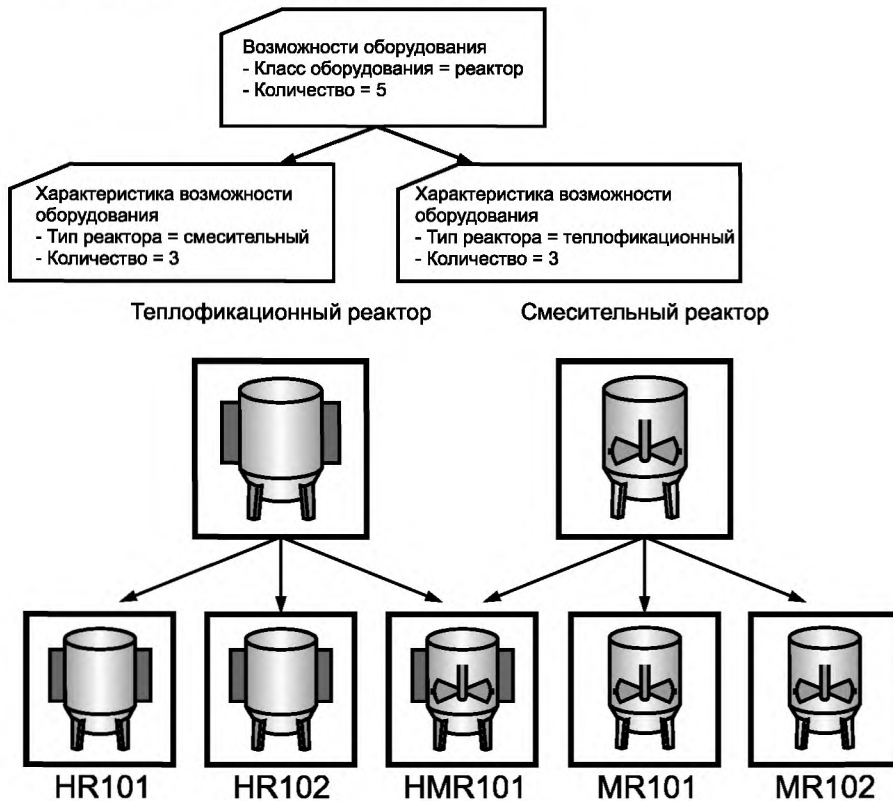 Возможности оборудования
- Класс оборудования = реактор
- Количество = 5
Характеристика возможности
оборудования
- Тип реактора = смесительный
- Количество = 3
Характеристика возможности
оборудования
- Тип реактора = теплофикационный
- Количество = 3
Теплофикационный реактор
Смесительный реактор
HR101
HR102
HMR101
MR101
MR102